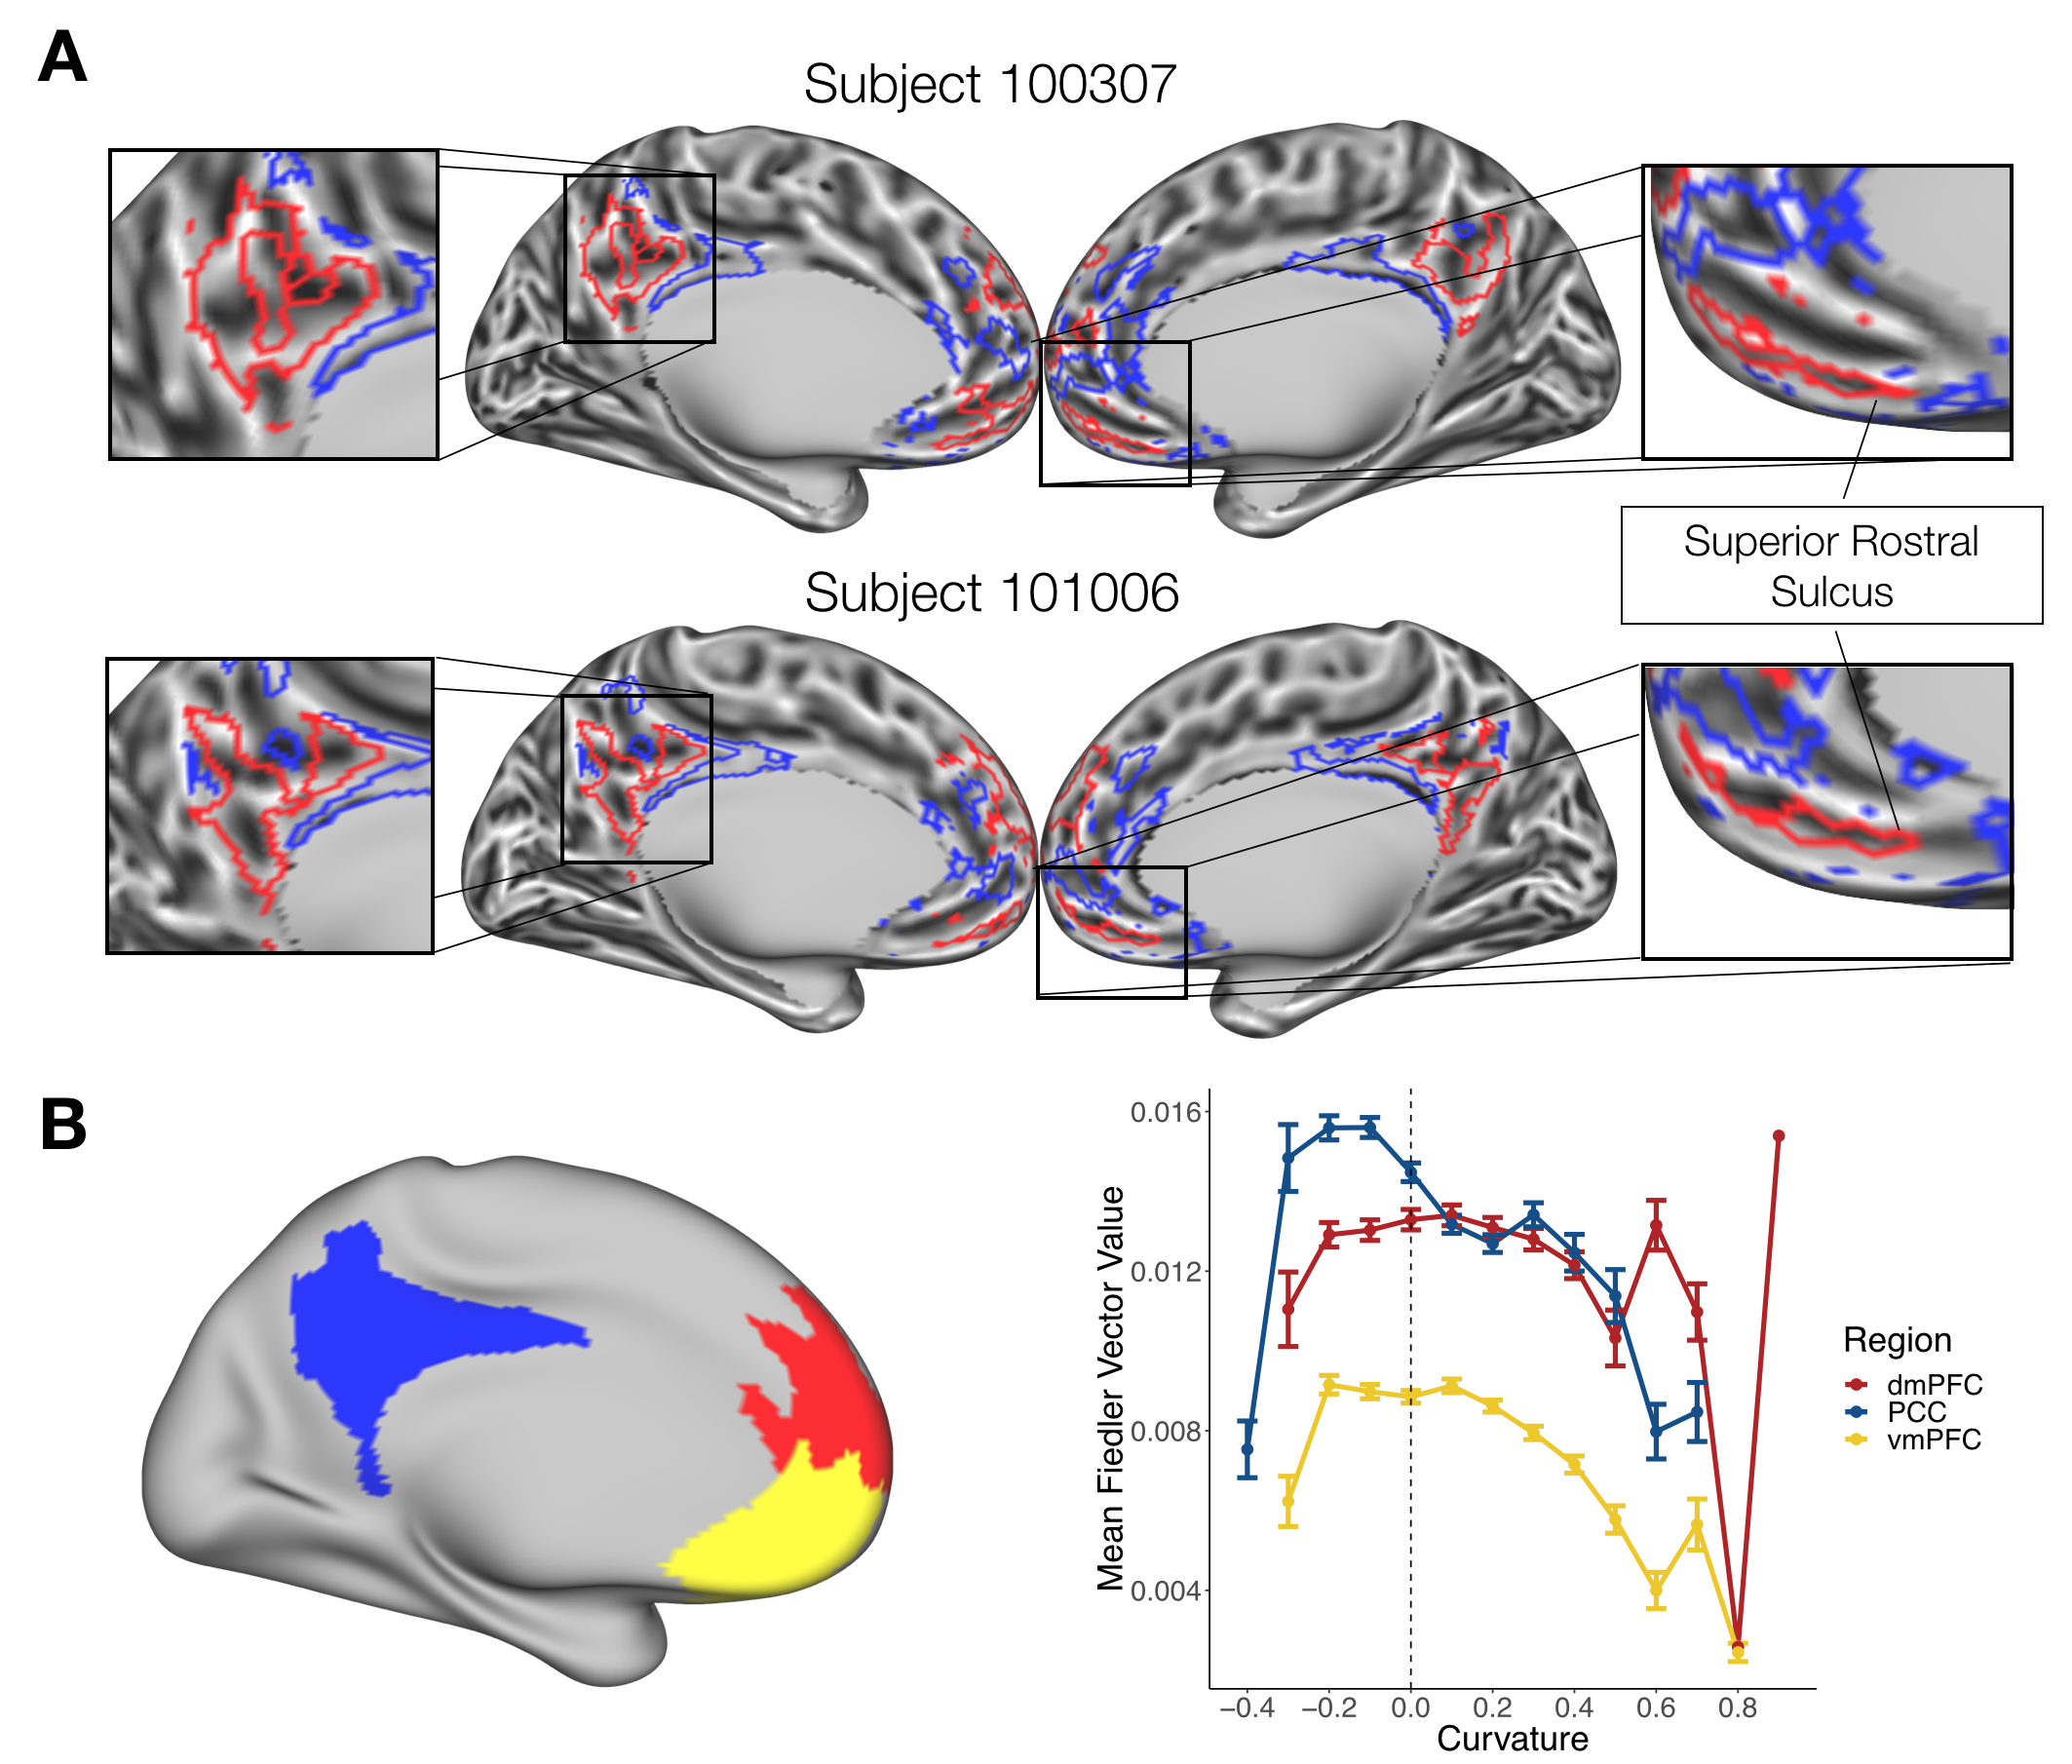 A
Subject 100307
Superior Rostral
Sulcus
Subject 101006
B
0.016
0.012
0.008
0.004
Mean Fiedler Vector Value
−0.4
−0.2
0.0
0.2
0.4
0.6
0.8
Curvature
Region
dmPFC
PCC
vmPFC